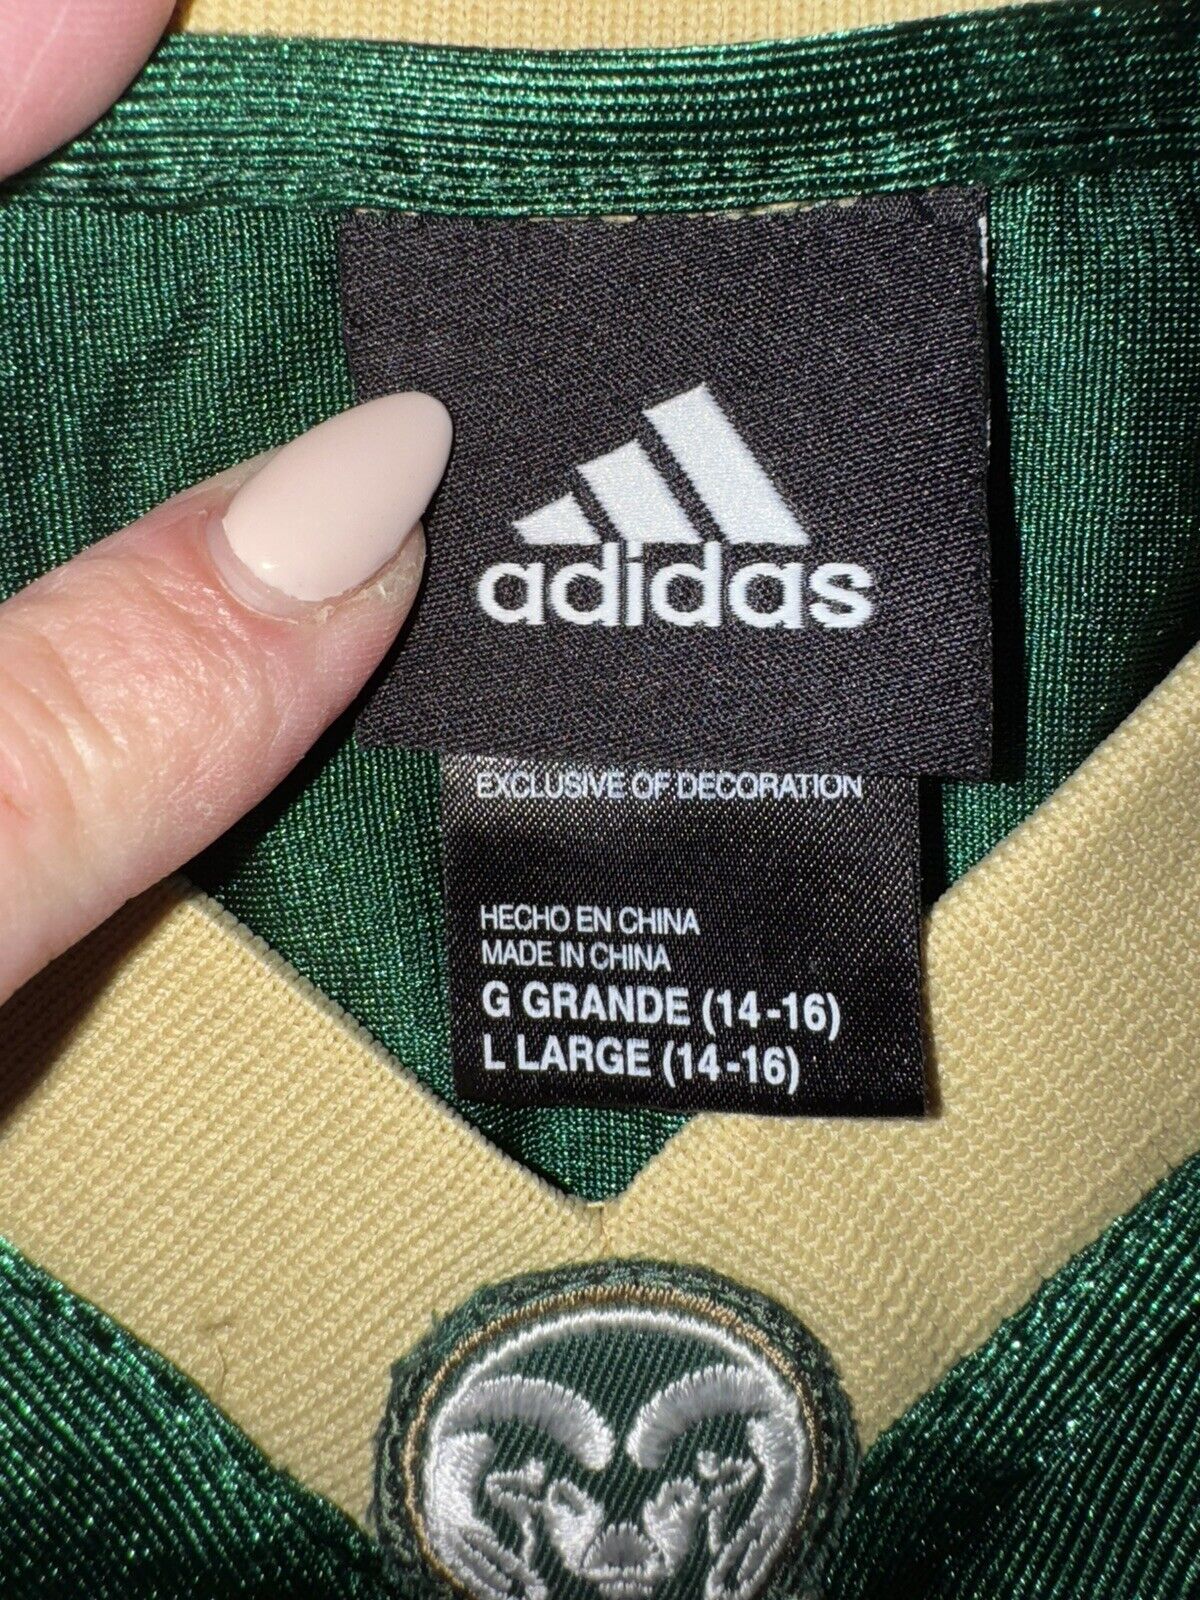 adidas
EXCLUSIVE OF DECORATION
HECHO EN CHINA
MADE IN CHINA
G GRANDE (14-16)
L LARGE (14-16)